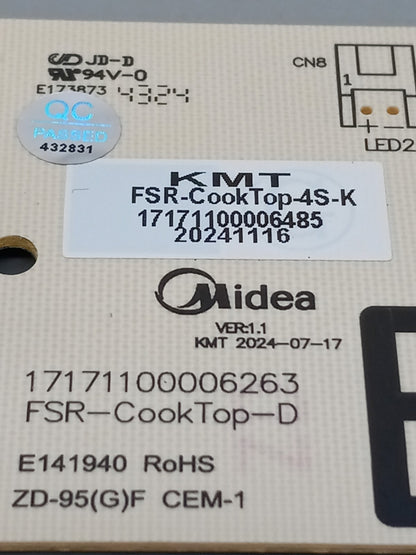 JD-D
94V-0
E173873 4324
QC
PASSED
432831
CN8
1
+ -
LED2
KMT
FSR-CookTop-4S-K
17171100006485
20241116
Midea
VER:1.1
KMT 2024-07-17
17171100006263
FSR-CookTop-D
E141940 RoHS
ZD-95(G)F CEM-1